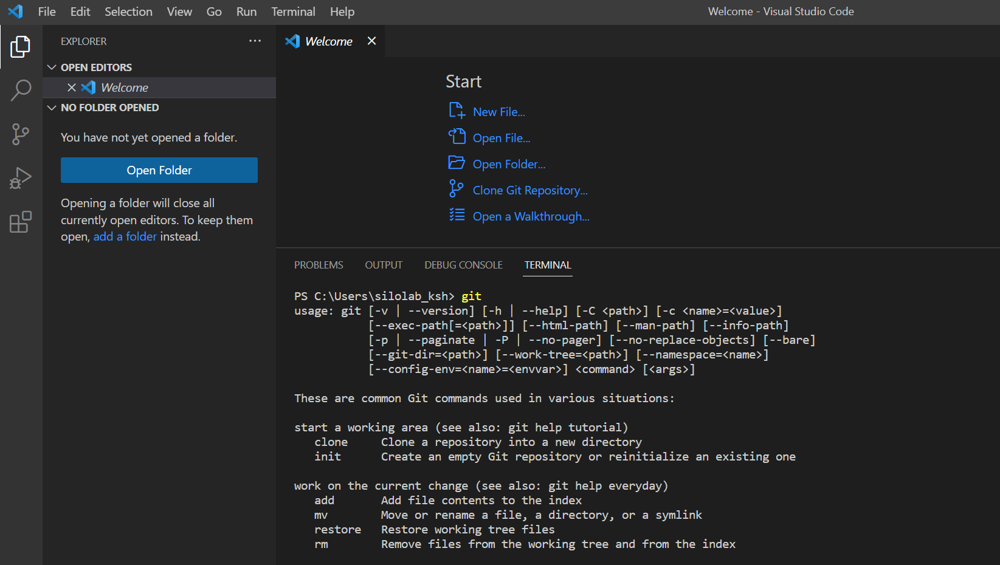 File Edit Selection View Go Run Terminal Help
Welcome - Visual Studio Code
EXPLORER
OPEN EDITORS
Welcome
NO FOLDER OPENED
You have not yet opened a folder.
Open Folder
Opening a folder will close all
currently open editors. To keep them
open, add a folder instead.
Welcome
Start
New File...
Open File...
Open Folder...
Clone Git Repository...
Open a Walkthrough...
PROBLEMS OUTPUT DEBUG CONSOLE TERMINAL
PS C:\Users\silolab_ksh> git
usage: git [-v | --version] [-h | --help] [-C <path>] [-c <name>=<value>]
[--exec-path[=<path>]] [--html-path] [--man-path] [--info-path]
[-p | --paginate | -P | --no-pager] [--no-replace-objects] [--bare]
[--git-dir=<path>] [--work-tree=<path>] [--namespace=<name>]
[--config-env=<name>=<envvar>] <command> [<args>]
These are common Git commands used in various situations:
start a working area (see also: git help tutorial)
clone Clone a repository into a new directory
init Create an empty Git repository or reinitialize an existing one
work on the current change (see also: git help everyday)
add Add file contents to the index
mv Move or rename a file, a directory, or a symlink
restore Restore working tree files
rm Remove files from the working tree and from the index